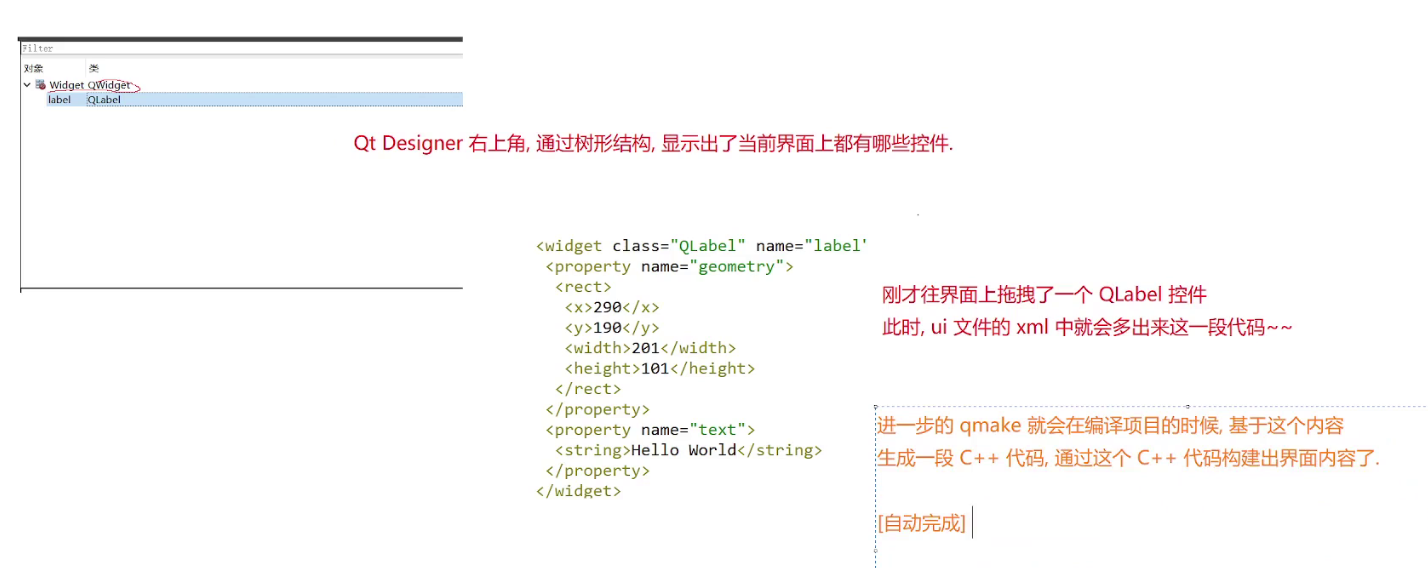 Filter
对象 类
Widget QWidget
label QLabel
Qt Designer 右上角, 通过树形结构, 显示出了当前界面上都有哪些控件.
<widget class="QLabel" name="label"
<property name="geometry">
<rect>
<x>290</x>
<y>190</y>
<width>201</width>
<height>101</height>
</rect>
</property>
<property name="text">
<string>Hello World</string>
</property>
</widget>
刚才往界面上拖拽了一个 QLabel 控件
此时, ui 文件的 xml 中就会多出来这一段代码~~
进一步的 qmake 就会在编译项目的时候, 基于这个内容
生成一段 C++ 代码, 通过这个 C++ 代码构建出界面内容了.
[自动完成]